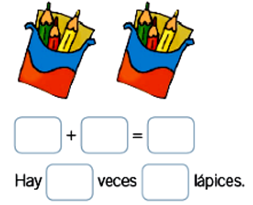 + =
Hay veces lápices.